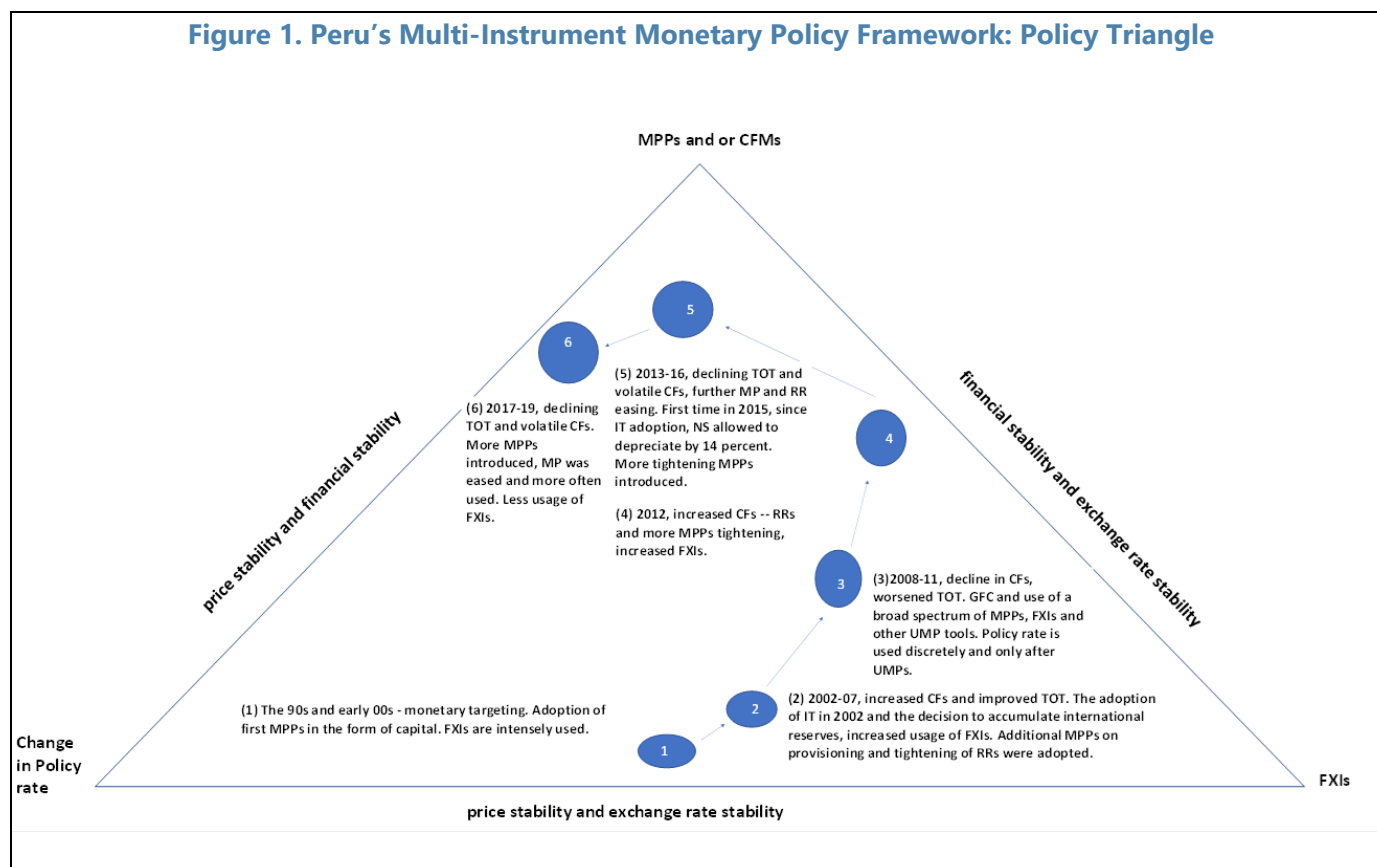 Figure 1. Peru’s Multi-Instrument Monetary Policy Framework: Policy Triangle
MPPs and or CFMs
price stability and financial stability
financial stability and exchange rate stability
5
6
4
3
2
1
(6) 2017-19, declining
TOT and volatile CFs.
More MPPs
introduced, MP was
eased and more often
used. Less usage of
FXIs.
(5) 2013-16, declining TOT and
volatile CFs, further MP and RR
easing. First time in 2015, since
IT adoption, NS allowed to
depreciate by 14 percent.
More tightening MPPs
introduced.
(4) 2012, increased CFs -- RRs
and more MPPs tightening,
increased FXIs.
(3)2008-11, decline in CFs,
worsened TOT. GFC and use of a
broad spectrum of MPPs, FXIs and
other UMP tools. Policy rate is
used discretely and only after
UMPs.
(1) The 90s and early 00s - monetary targeting. Adoption of
first MPPs in the form of capital. FXIs are intensely used.
(2) 2002-07, increased CFs and improved TOT. The adoption
of IT in 2002 and the decision to accumulate international
reserves, increased usage of FXIs. Additional MPPs on
provisioning and tightening of RRs were adopted.
Change
in Policy
rate
FXIs
price stability and exchange rate stability